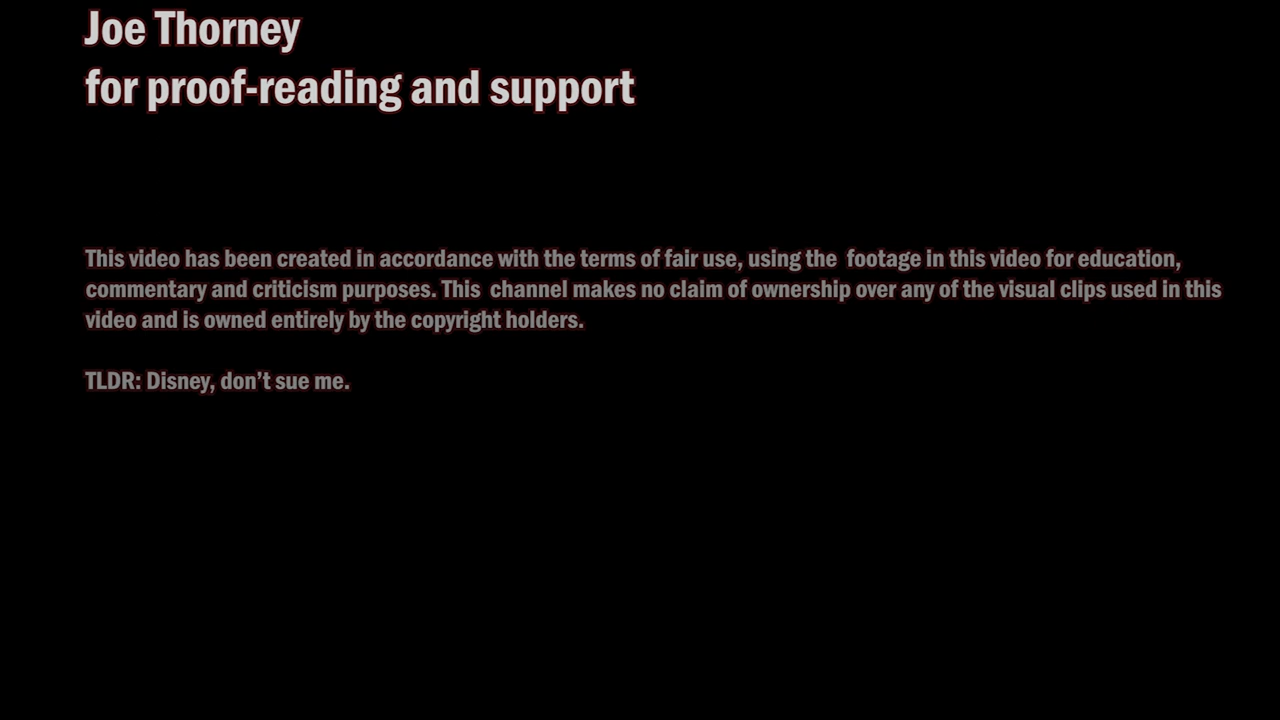 Joe Thorney
for proof-reading and support
This video has been created in accordance with the terms of fair use, using the  footage in this video for education,
commentary and criticism purposes. This  channel makes no claim of ownership over any of the visual clips used in this
video and is owned entirely by the copyright holders.
TLDR: Disney, don’t sue me.